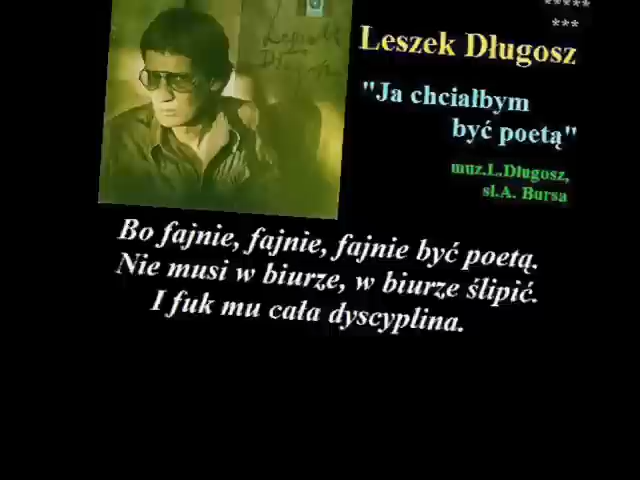 *****
***
Leszek Długosz
"Ja chciałbym
być poetą"
muz.L.Długosz,
sł.A. Bursa
Bo fajnie, fajnie, fajnie być poetą.
Nie musi w biurze, w biurze ślipić.
I fuk mu cała dyscyplina.